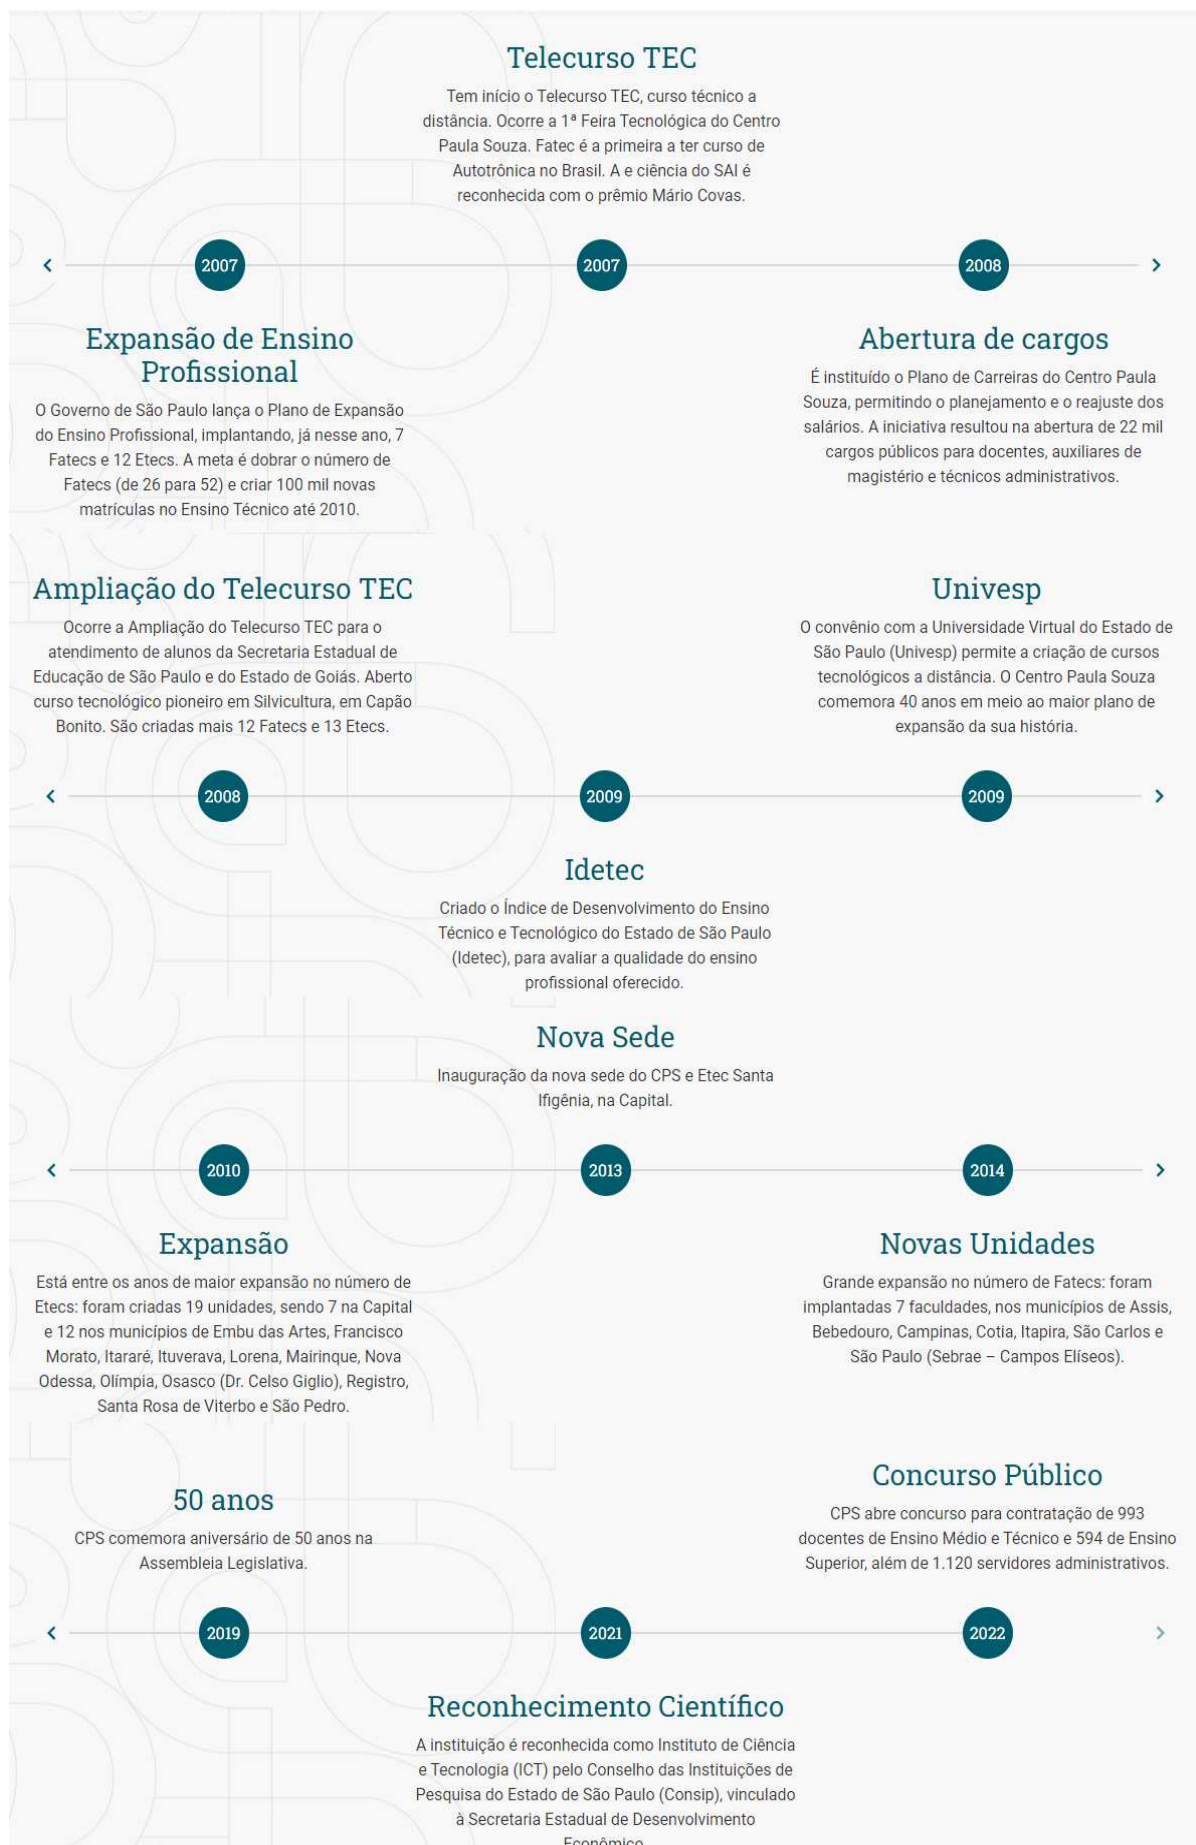 Telecurso TEC
Tem início o Telecurso TEC, curso técnico a
distância. Ocorre a 1ª Feira Tecnológica do Centro
Paula Souza. Fatec é a primeira a ter curso de
Autotrônica no Brasil. A e ciência do SAI é
reconhecida com o prêmio Mário Covas.
2007
2007
2008
Expansão de Ensino
Profissional
O Governo de São Paulo lança o Plano de Expansão
do Ensino Profissional, implantando, já nesse ano, 7
Fatecs e 12 Etecs. A meta é dobrar o número de
Fatecs (de 26 para 52) e criar 100 mil novas
matrículas no Ensino Técnico até 2010.
Abertura de cargos
É instituído o Plano de Carreiras do Centro Paula
Souza, permitindo o planejamento e o reajuste dos
salários. A iniciativa resultou na abertura de 22 mil
cargos públicos para docentes, auxiliares de
magistério e técnicos administrativos.
Ampliação do Telecurso TEC
Ocorre a Ampliação do Telecurso TEC para o
atendimento de alunos da Secretaria Estadual de
Educação de São Paulo e do Estado de Goiás. Aberto
curso tecnológico pioneiro em Silvicultura, em Capão
Bonito. São criadas mais 12 Fatecs e 13 Etecs.
Univesp
O convênio com a Universidade Virtual do Estado de
São Paulo (Univesp) permite a criação de cursos
tecnológicos a distância. O Centro Paula Souza
comemora 40 anos em meio ao maior plano de
expansão da sua história.
2008
2009
2009
Idetec
Criado o Índice de Desenvolvimento do Ensino
Técnico e Tecnológico do Estado de São Paulo
(Idetec), para avaliar a qualidade do ensino
profissional oferecido.
Nova Sede
Inauguração da nova sede do CPS e Etec Santa
Ifigênia, na Capital.
2010
2013
2014
Expansão
Está entre os anos de maior expansão no número de
Etecs: foram criadas 19 unidades, sendo 7 na Capital
e 12 nos municípios de Embu das Artes, Francisco
Morato, Itararé, Ituverava, Lorena, Mairinque, Nova
Odessa, Olímpia, Osasco (Dr. Celso Giglio), Registro,
Santa Rosa de Viterbo e São Pedro.
Novas Unidades
Grande expansão no número de Fatecs: foram
implantadas 7 faculdades, nos municípios de Assis,
Bebedouro, Campinas, Cotia, Itapira, São Carlos e
São Paulo (Sebrae – Campos Elíseos).
50 anos
CPS comemora aniversário de 50 anos na
Assembleia Legislativa.
Concurso Público
CPS abre concurso para contratação de 993
docentes de Ensino Médio e Técnico e 594 de Ensino
Superior, além de 1.120 servidores administrativos.
2019
2021
2022
Reconhecimento Científico
A instituição é reconhecida como Instituto de Ciência
e Tecnologia (ICT) pelo Conselho das Instituições de
Pesquisa do Estado de São Paulo (Consip), vinculado
à Secretaria Estadual de Desenvolvimento
Econômico